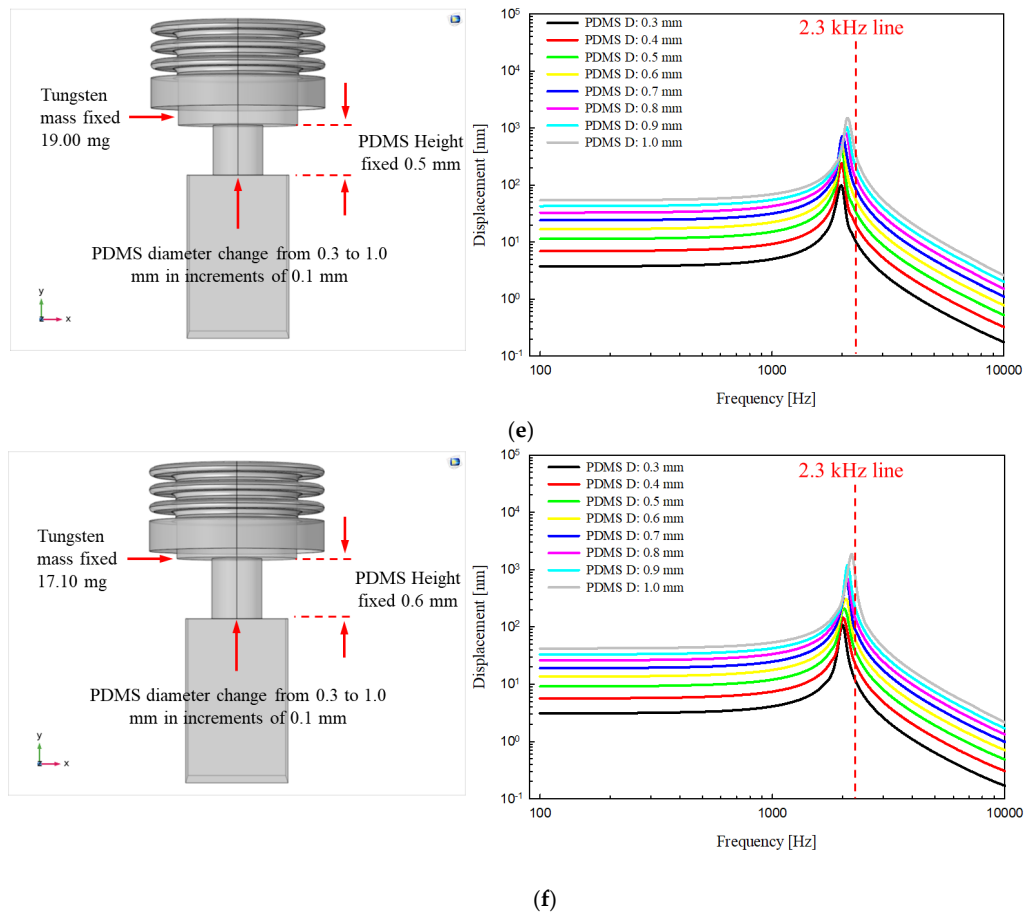 Tungsten
mass fixed
19.00 mg
PDMS Height
fixed 0.5 mm
PDMS diameter change from 0.3 to 1.0
mm in increments of 0.1 mm
y
z
x
PDMS D: 0.3 mm
PDMS D: 0.4 mm
PDMS D: 0.5 mm
PDMS D: 0.6 mm
PDMS D: 0.7 mm
PDMS D: 0.8 mm
PDMS D: 0.9 mm
PDMS D: 1.0 mm
2.3 kHz line
Displacement [nm]
10^5
10^4
10^3
10^2
10^1
10^0
10^-1
100
1000
10000
Frequency [Hz]
(e)
Tungsten
mass fixed
17.10 mg
PDMS Height
fixed 0.6 mm
PDMS diameter change from 0.3 to 1.0
mm in increments of 0.1 mm
y
z
x
PDMS D: 0.3 mm
PDMS D: 0.4 mm
PDMS D: 0.5 mm
PDMS D: 0.6 mm
PDMS D: 0.7 mm
PDMS D: 0.8 mm
PDMS D: 0.9 mm
PDMS D: 1.0 mm
2.3 kHz line
Displacement [nm]
10^5
10^4
10^3
10^2
10^1
10^0
10^-1
100
1000
10000
Frequency [Hz]
(f)